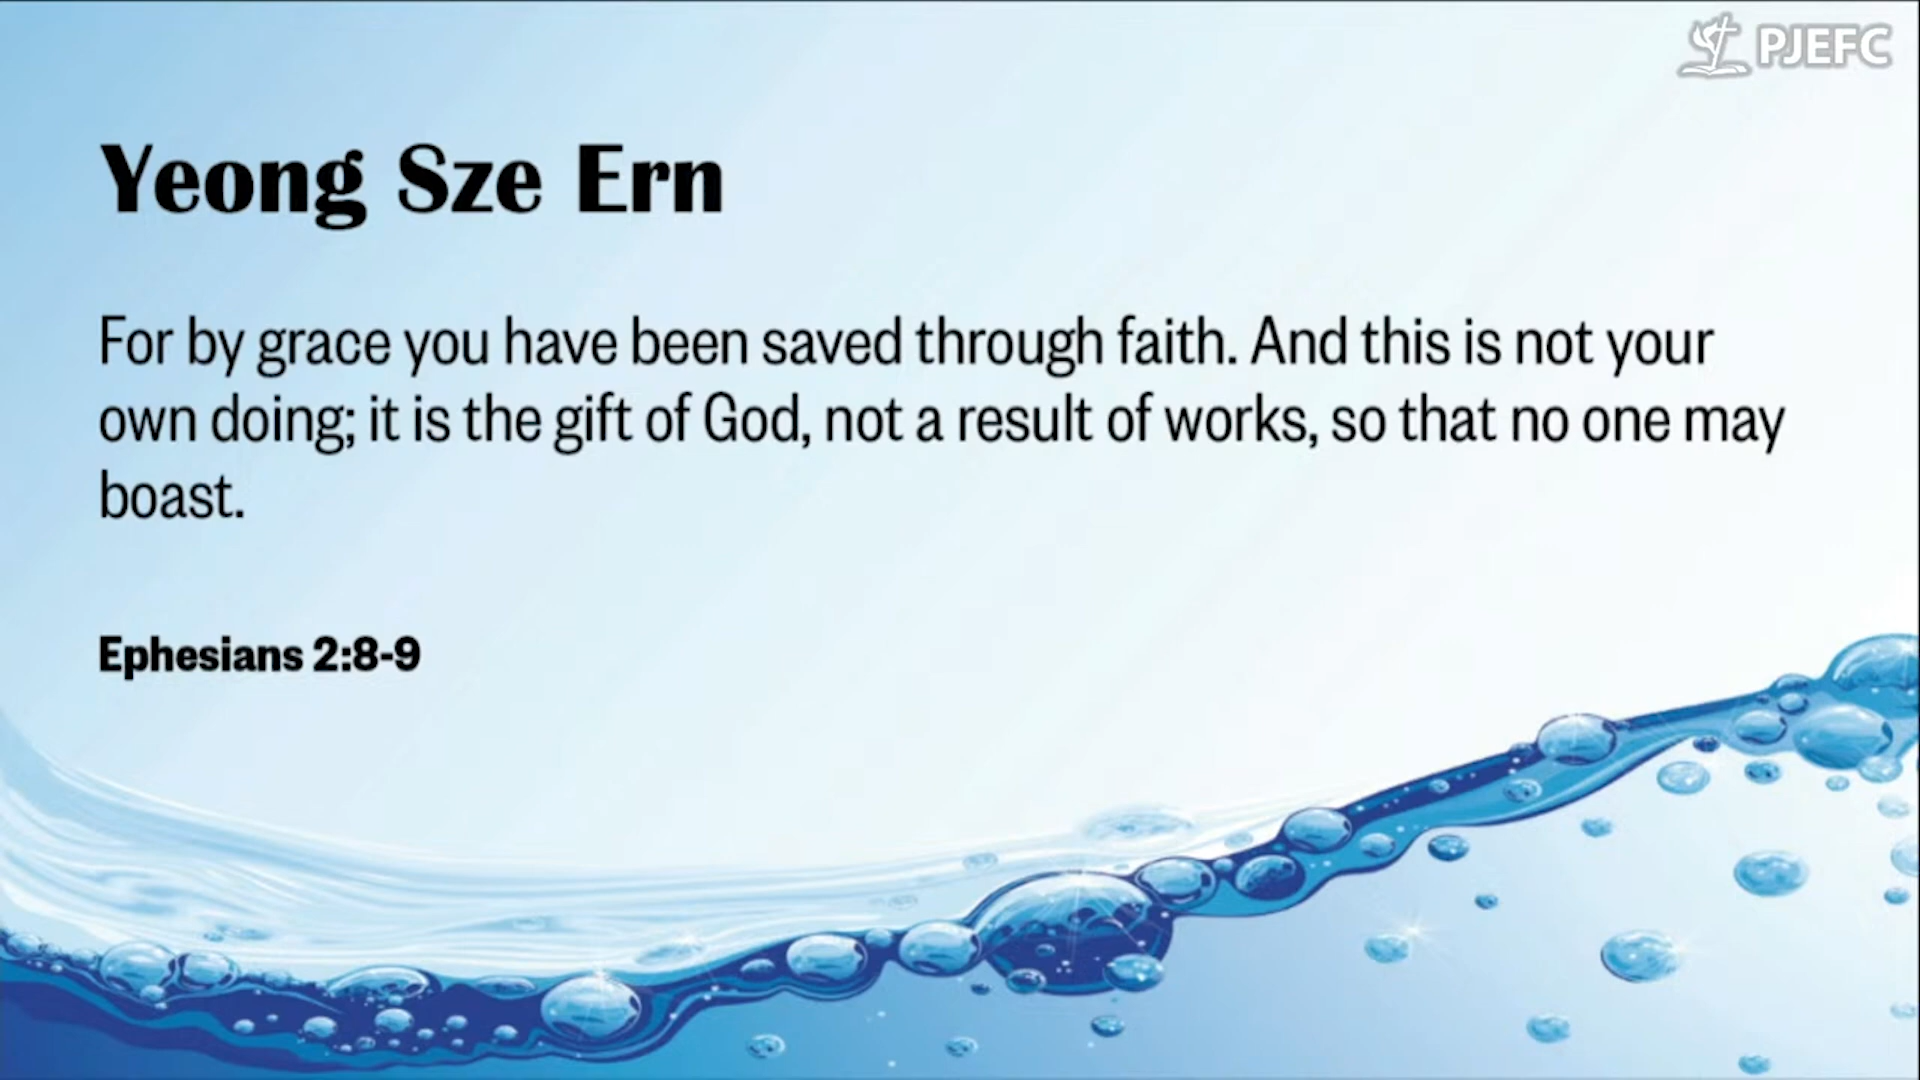 PJEFC
Yeong Sze Ern
For by grace you have been saved through faith. And this is not your
own doing; it is the gift of God, not a result of works, so that no one may
boast.
Ephesians 2:8-9